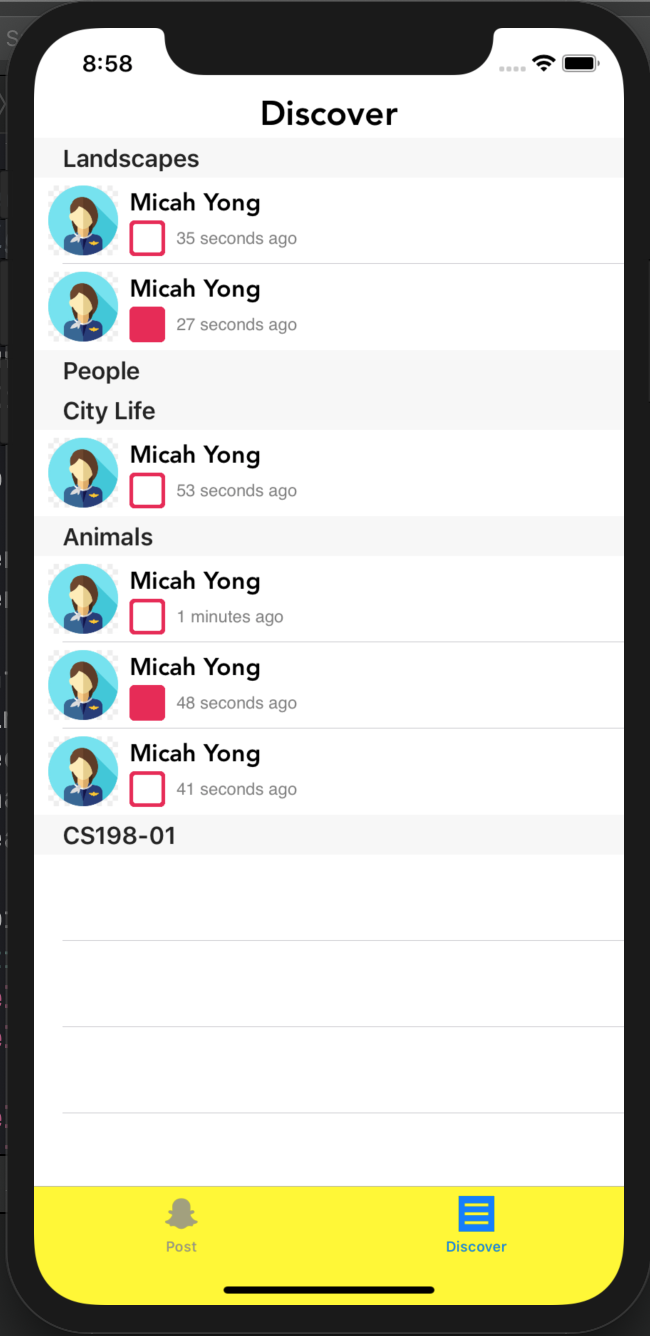 8:58
Discover
Landscapes
Micah Yong
35 seconds ago
Micah Yong
27 seconds ago
People
City Life
Micah Yong
53 seconds ago
Animals
Micah Yong
1 minutes ago
Micah Yong
48 seconds ago
Micah Yong
41 seconds ago
CS198-01
Post
Discover